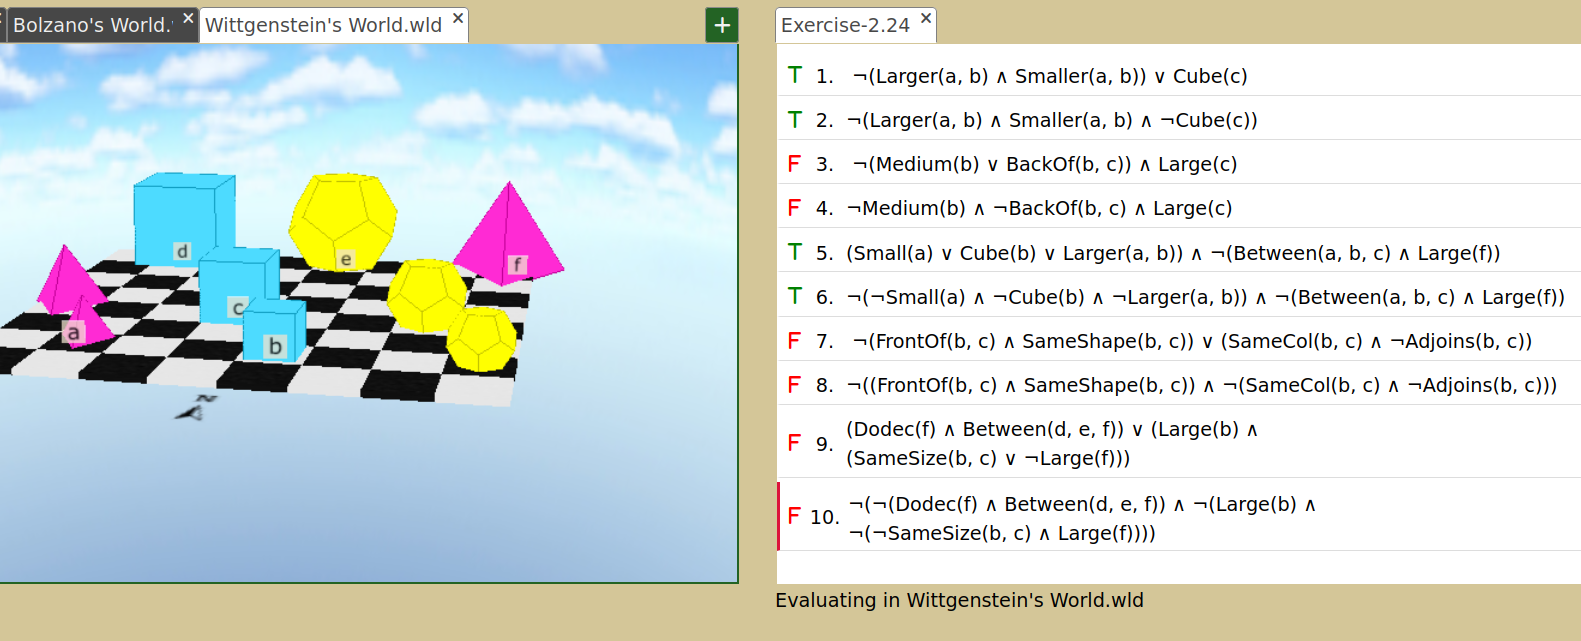 Bolzano's World. × Wittgenstein's World.wld × + Exercise-2.24 ×
T 1. ¬(Larger(a, b) ∧ Smaller(a, b)) ∨ Cube(c)
T 2. ¬(Larger(a, b) ∧ Smaller(a, b) ∧ ¬Cube(c))
F 3. ¬(Medium(b) ∨ BackOf(b, c)) ∧ Large(c)
F 4. ¬Medium(b) ∧ ¬BackOf(b, c) ∧ Large(c)
T 5. (Small(a) ∨ Cube(b) ∨ Larger(a, b)) ∧ ¬(Between(a, b, c) ∧ Large(f))
T 6. ¬(¬Small(a) ∧ ¬Cube(b) ∧ ¬Larger(a, b)) ∧ ¬(Between(a, b, c) ∧ Large(f))
F 7. ¬(FrontOf(b, c) ∧ SameShape(b, c)) ∨ (SameCol(b, c) ∧ ¬Adjoins(b, c))
F 8. ¬((FrontOf(b, c) ∧ SameShape(b, c)) ∧ ¬(SameCol(b, c) ∧ ¬Adjoins(b, c)))
F 9. (Dodec(f) ∧ Between(d, e, f)) ∨ (Large(b) ∧
(SameSize(b, c) ∨ ¬Large(f)))
F 10. ¬(¬(Dodec(f) ∧ Between(d, e, f)) ∧ ¬(Large(b) ∧
¬(¬SameSize(b, c) ∧ Large(f))))
Evaluating in Wittgenstein's World.wld
d
e
f
c
a
b
N